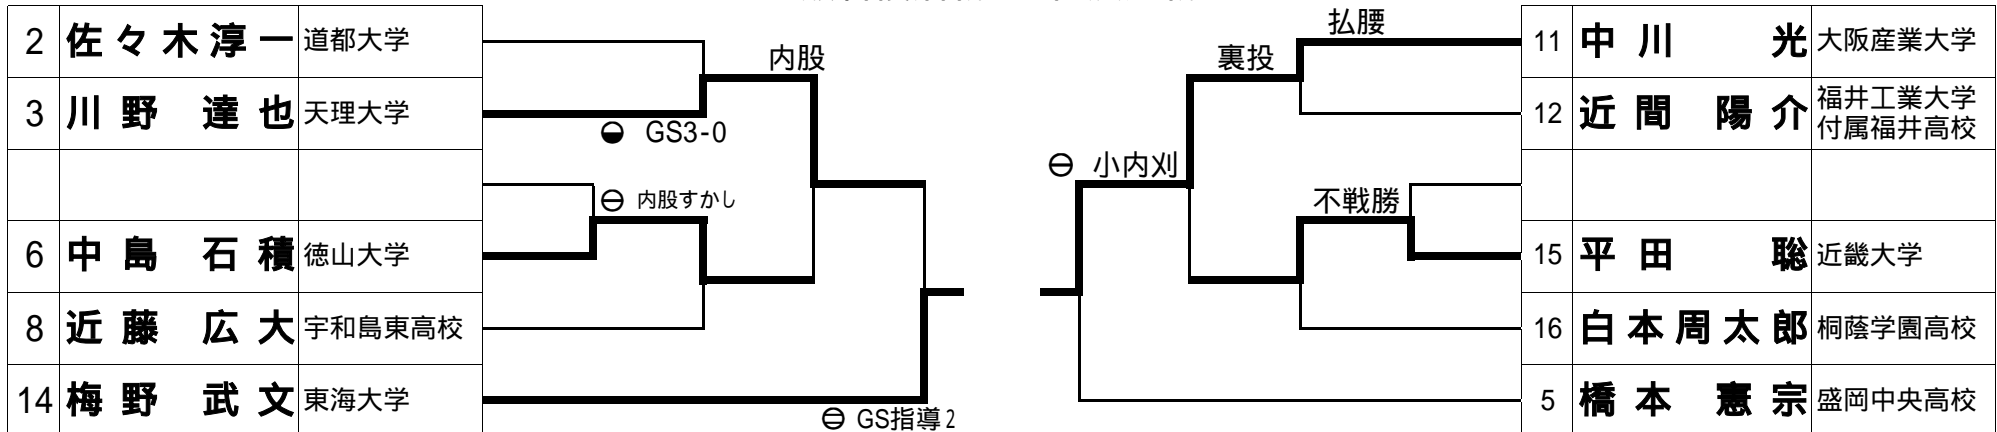 2 佐々木淳一 道都大学
3 川野 達也 天理大学
6 中島 石積 徳山大学
8 近藤 広大 宇和島東高校
14 梅野 武文 東海大学
内股
GS3-0
内股すかし
GS指導2
払腰
裏投
小内刈
不戦勝
11 中川 光 大阪産業大学
12 近間 陽介 福井工業大学
付属福井高校
15 平田 聡 近畿大学
16 白本周太郎 桐蔭学園高校
5 橋本 憲宗 盛岡中央高校